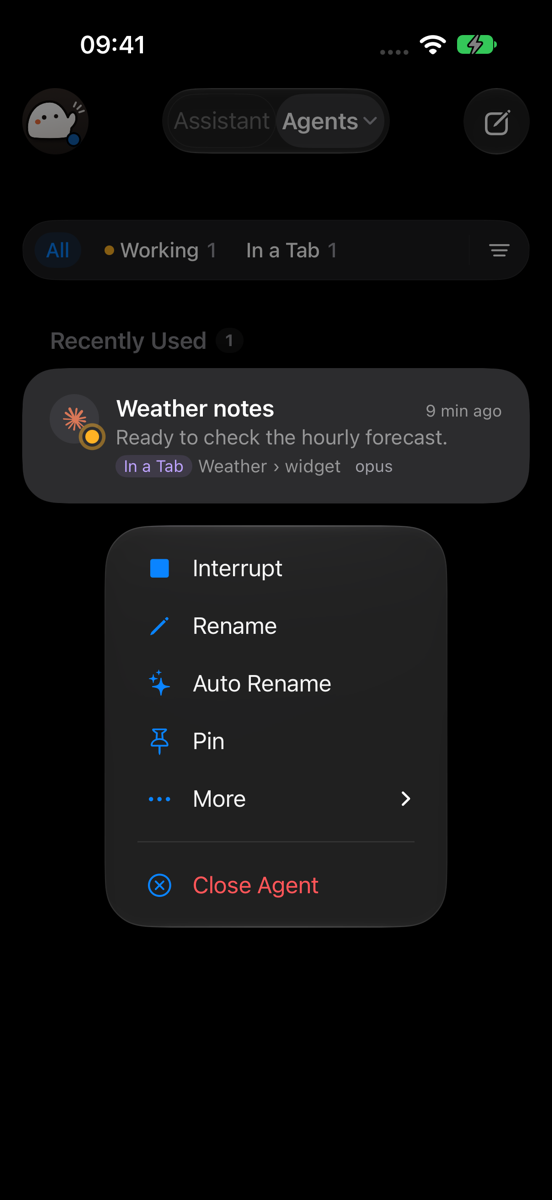 09:41
Assistant Agents
All Working 1 In a Tab 1
Recently Used 1
Weather notes 9 min ago
Ready to check the hourly forecast.
In a Tab Weather › widget opus
Interrupt
Rename
Auto Rename
Pin
More
Close Agent